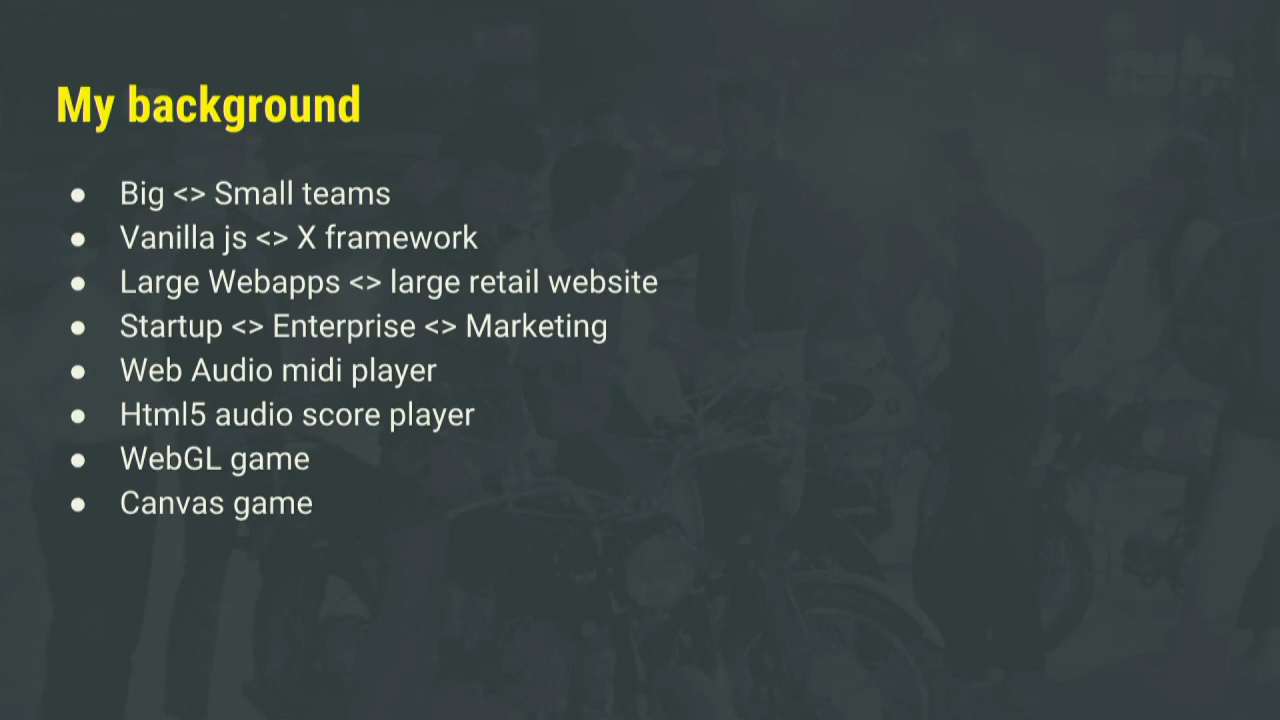 My background
● Big <> Small teams
● Vanilla js <> X framework
● Large Webapps <> large retail website
● Startup <> Enterprise <> Marketing
● Web Audio midi player
● Html5 audio score player
● WebGL game
● Canvas game